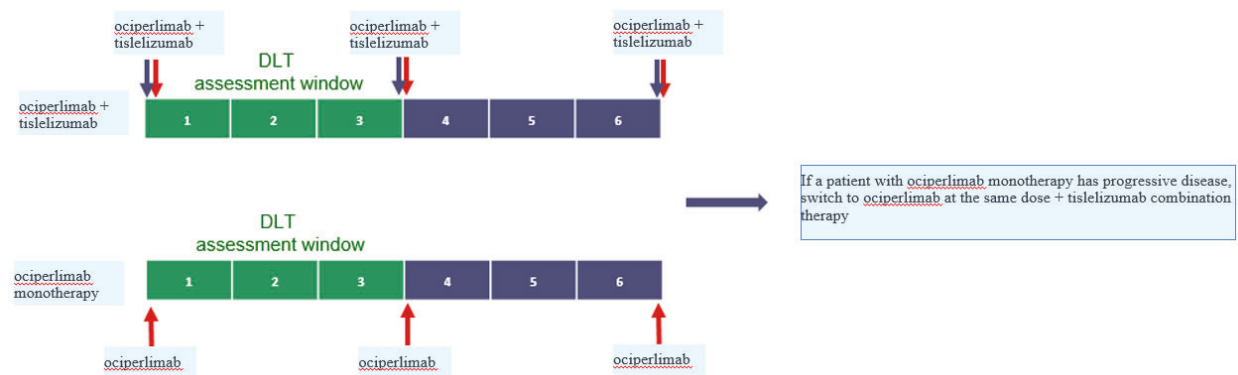 ociperlimab +
tislelizumab
ociperlimab +
tislelizumab
ociperlimab +
tislelizumab
DLT
assessment window
ociperlimab +
tislelizumab
1 2 3 4 5 6
If a patient with ociperlimab monotherapy has progressive disease,
switch to ociperlimab at the same dose + tislelizumab combination
therapy
DLT
assessment window
ociperlimab
monotherapy
1 2 3 4 5 6
ociperlimab
ociperlimab
ociperlimab